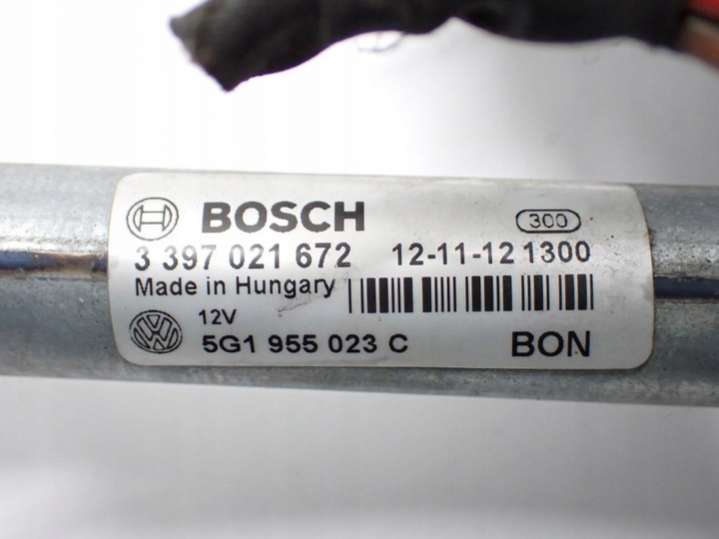 BOSCH 300
3 397 021 672 12-11-12 1300
Made in Hungary
12V
5G1 955 023 C BON